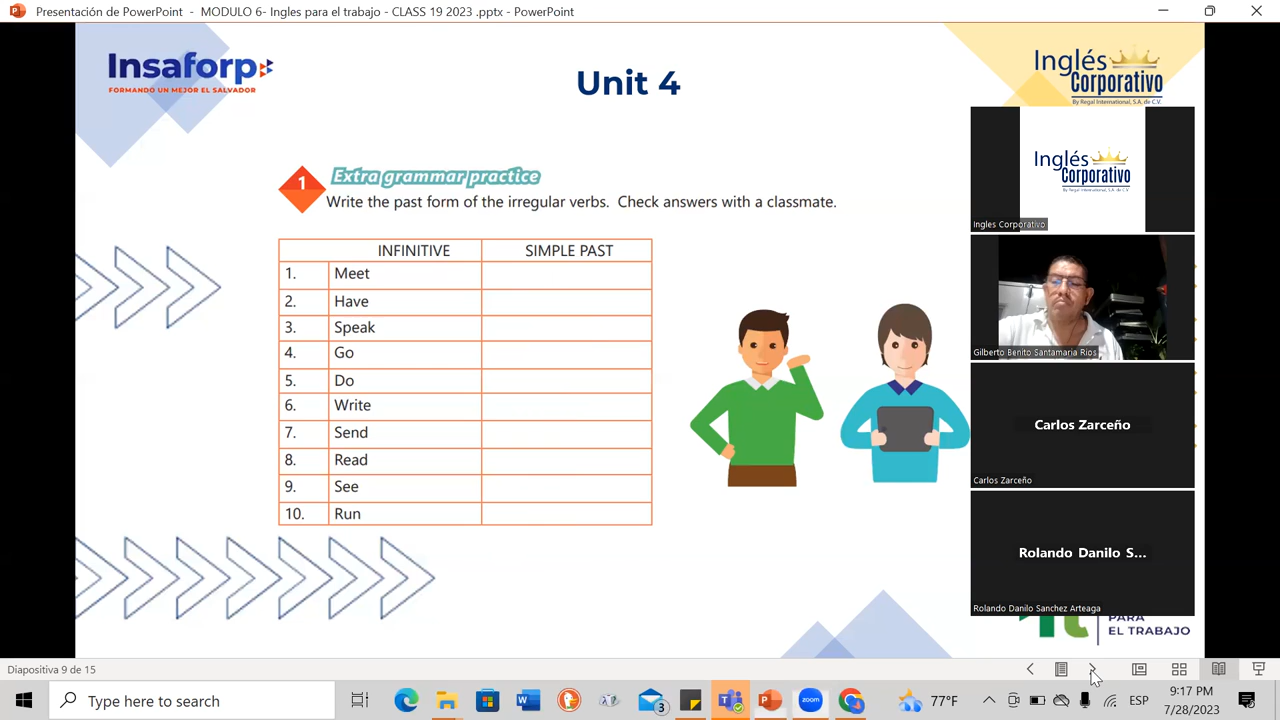 Presentación de PowerPoint - MODULO 6- Ingles para el trabajo - CLASS 19 2023 .pptx - PowerPoint
Insaforp
FORMANDO UN MEJOR EL SALVADOR
Unit 4
Inglés
Corporativo
By Regal International, S.A. de C.V.
1
Extra grammar practice
Write the past form of the irregular verbs. Check answers with a classmate.
INFINITIVE SIMPLE PAST
1. Meet
2. Have
3. Speak
4. Go
5. Do
6. Write
7. Send
8. Read
9. See
10. Run
Inglés
Corporativo
By Regal International, S.A. de C.V.
Ingles Corporativo
Gilberto Benito Santamaria Rios
Carlos Zarceño
Carlos Zarceño
Rolando Danilo S...
Rolando Danilo Sanchez Arteaga
PARA
EL TRABAJO
Diapositiva 9 de 15
Type here to search
3
77°F
ESP
9:17 PM
7/28/2023